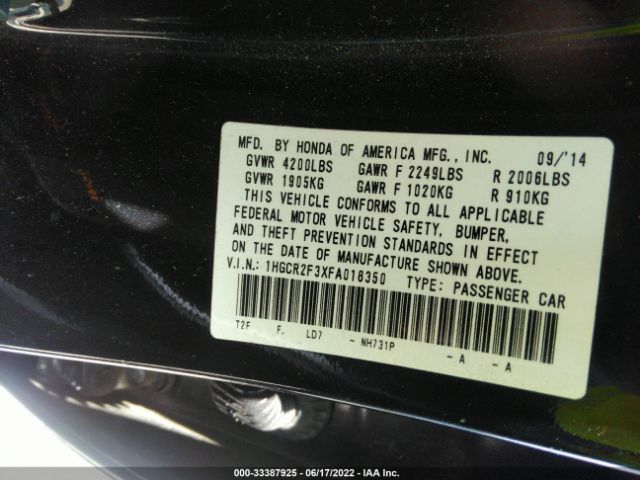 MFD. BY HONDA OF AMERICA MFG., INC. 09/'14
GVWR 4200LBS GAWR F 2249LBS R 2006LBS
GVWR 1905KG GAWR F 1020KG R 910KG
THIS VEHICLE CONFORMS TO ALL APPLICABLE
FEDERAL MOTOR VEHICLE SAFETY, BUMPER,
AND THEFT PREVENTION STANDARDS IN EFFECT
ON THE DATE OF MANUFACTURE SHOWN ABOVE.
V.I.N.: 1HGCR2F3XFA018350 TYPE: PASSENGER CAR
T2F F. LD7 - NH731P - A - A
000-33387925 - 06/17/2022 - IAA Inc.